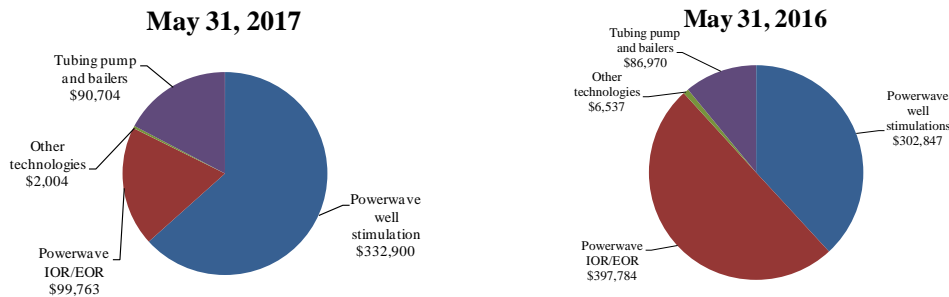 May 31, 2017
Tubing pump
and bailers
$90,704
Other
technologies
$2,004
Powerwave
IOR/EOR
$99,763
Powerwave
well
stimulation
$332,900
May 31, 2016
Tubing pump
and bailers
$86,970
Other
technologies
$6,537
Powerwave
well
stimulations
$302,847
Powerwave
IOR/EOR
$397,784